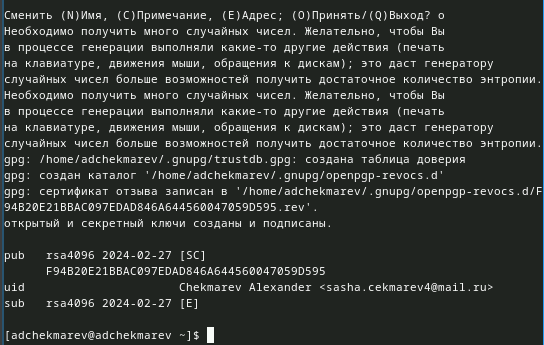 Сменить (N)Имя, (C)Примечание, (E)Адрес; (O)Принять/(Q)Выход? о
Необходимо получить много случайных чисел. Желательно, чтобы Вы
в процессе генерации выполняли какие-то другие действия (печать
на клавиатуре, движения мыши, обращения к дискам); это даст генератору
случайных чисел больше возможностей получить достаточное количество энтропии.
Необходимо получить много случайных чисел. Желательно, чтобы Вы
в процессе генерации выполняли какие-то другие действия (печать
на клавиатуре, движения мыши, обращения к дискам); это даст генератору
случайных чисел больше возможностей получить достаточное количество энтропии.
gpg: /home/adchekmarev/.gnupg/trustdb.gpg: создана таблица доверия
gpg: создан каталог '/home/adchekmarev/.gnupg/openpgp-revocs.d'
gpg: сертификат отзыва записан в '/home/adchekmarev/.gnupg/openpgp-revocs.d/F
94B20E21BBAC097EDAD846A644560047059D595.rev'.
открытый и секретный ключи созданы и подписаны.
pub   rsa4096 2024-02-27 [SC]
      F94B20E21BBAC097EDAD846A644560047059D595
uid                      Chekmarev Alexander <sasha.cekmarev4@mail.ru>
sub   rsa4096 2024-02-27 [E]
[adchekmarev@adchekmarev ~]$